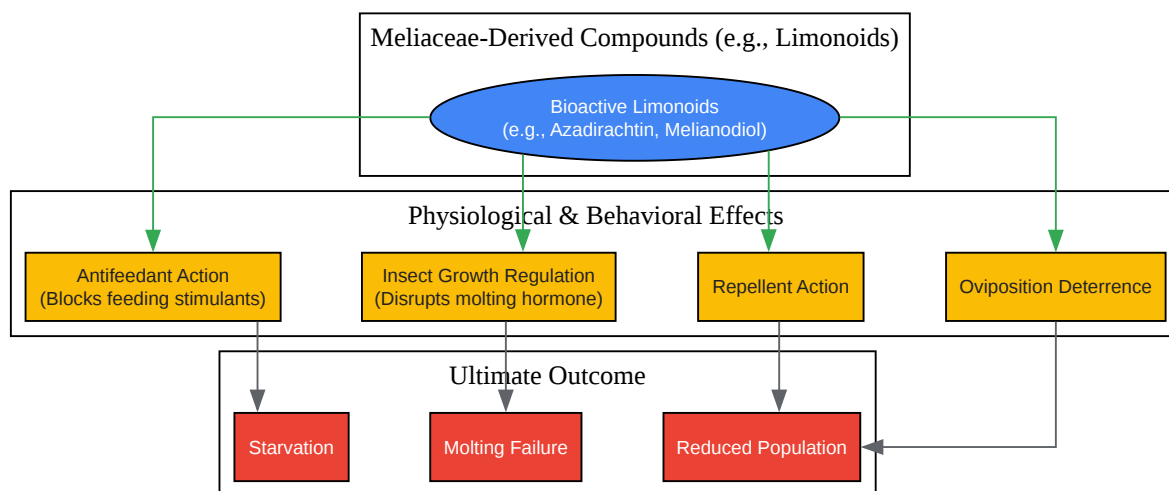 Meliaceae-Derived Compounds (e.g., Limonoids)
Bioactive Limonoids
(e.g., Azadirachtin, Melianodiol)
Physiological & Behavioral Effects
Antifeedant Action
(Blocks feeding stimulants)
Insect Growth Regulation
(Disrupts molting hormone)
Repellent Action
Oviposition Deterrence
Ultimate Outcome
Starvation
Molting Failure
Reduced Population